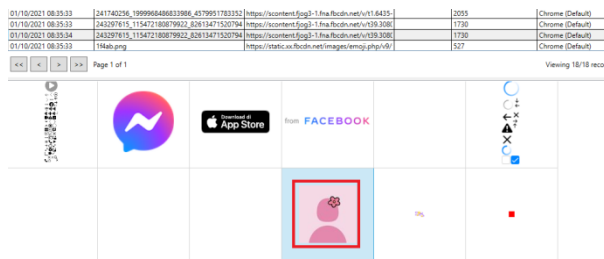 01/10/2021 08:35:33 241740256_1999968486833986_4579951783352 https://scontent.fjog3-1.fna.fbcdn.net/v/t1.6435- 2055 Chrome (Default)
01/10/2021 08:35:33 243297615_115472180879922_82613471520794 https://scontent.fjog3-1.fna.fbcdn.net/v/t39.3080 1730 Chrome (Default)
01/10/2021 08:35:34 243297615_115472180879922_82613471520794 https://scontent.fjog3-1.fna.fbcdn.net/v/t39.3080 1730 Chrome (Default)
01/10/2021 08:35:33 1f4ab.png https://static.xx.fbcdn.net/images/emoji.php/v9/ 527 Chrome (Default)
<< < > >> Page 1 of 1 Viewing 18/18 reco
Download di
App Store
from FACEBOOK